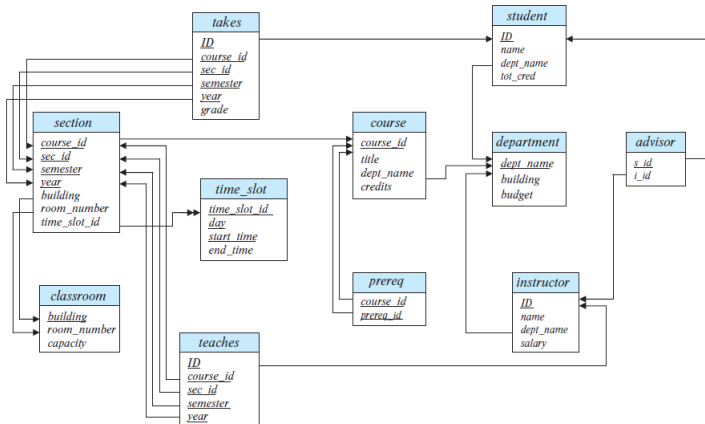 takes
ID
course_id
sec_id
semester
year
grade
student
ID
name
dept_name
tot_cred
section
course_id
sec_id
semester
year
building
room_number
time_slot_id
course
course_id
title
dept_name
credits
department
dept_name
building
budget
advisor
s_id
i_id
time_slot
time_slot_id
day
start_time
end_time
prereq
course_id
prereq_id
instructor
ID
name
dept_name
salary
classroom
building
room_number
capacity
teaches
ID
course_id
sec_id
semester
year